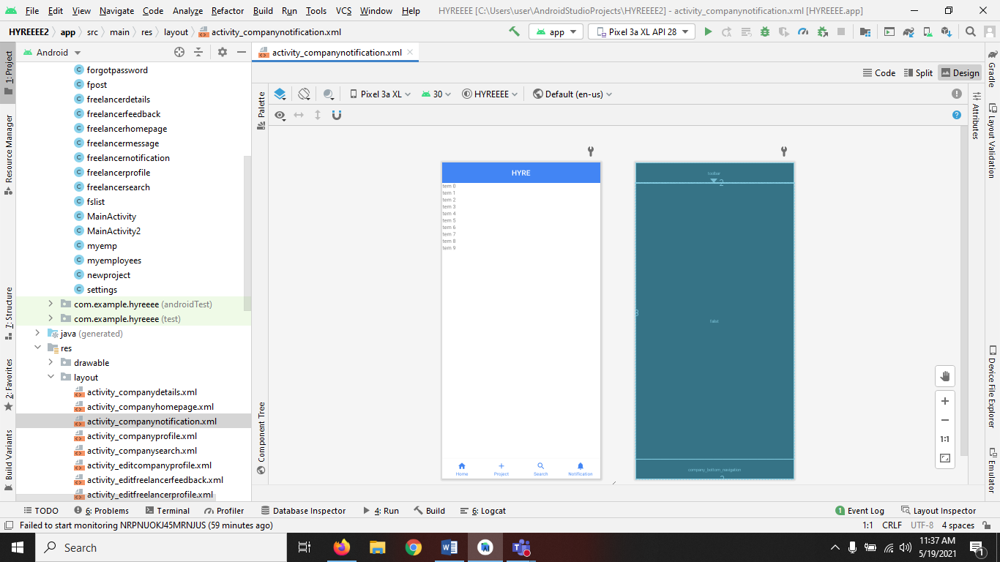 File Edit View Navigate Code Analyze Refactor Build Run Tools VCS Window Help HYREEEE [C:\Users\user\AndroidStudioProjects\HYREEEE2] - activity_companynotification.xml [HYREEEE.app]
HYREEEE2 app src main res layout activity_companynotification.xml app Pixel 3a XL API 28
Android activity_companynotification.xml
Code Split Design
Pixel 3a XL 30 HYREEEE Default (en-us)
1: Project
Resource Manager
7: Structure
2: Favorites
Build Variants
forgotpassword
fpost
freelancerdetails
freelancerfeedback
freelancerhomepage
freelancermessage
freelancernotification
freelancerprofile
freelancersearch
fslist
MainActivity
MainActivity2
myemp
myemployees
newproject
settings
com.example.hyreeee (androidTest)
com.example.hyreeee (test)
java (generated)
res
drawable
layout
activity_companydetails.xml
activity_companyhomepage.xml
activity_companynotification.xml
activity_companyprofile.xml
activity_companysearch.xml
activity_editcompanyprofile.xml
activity_editfreelancerfeedback.xml
activity_editfreelancerprofile.xml
Palette
Component Tree
HYRE
tem 0
tem 1
tem 2
tem 3
tem 4
tem 5
tem 6
tem 7
tem 8
tem 9
Home Project Search Notification
toolbar
2
3
company_bottom_navigation
1:1
Attributes
Gradle
Layout Validation
Device File Explorer
Emulator
TODO 6: Problems Terminal Profiler Database Inspector 4: Run Build 6: Logcat 1 Event Log Layout Inspector
Failed to start monitoring NRPNUOKJ45MRNJUS (59 minutes ago) 1:1 CRLF UTF-8 4 spaces
Search
11:37 AM
5/19/2021
1